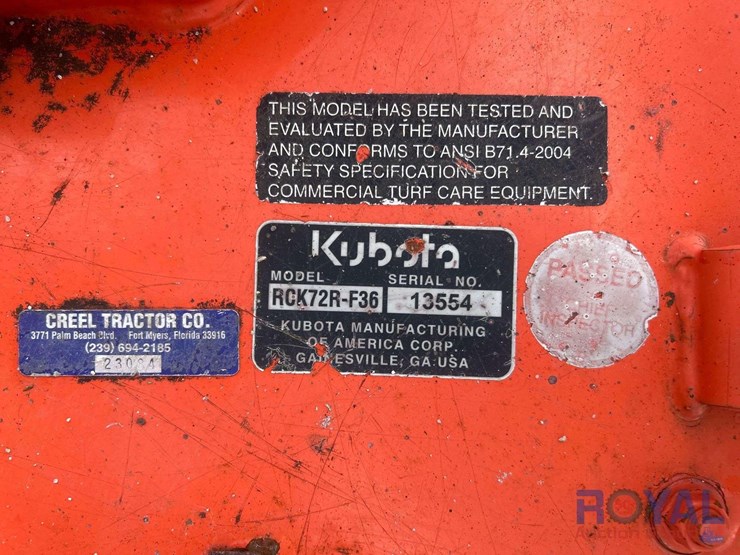 THIS MODEL HAS BEEN TESTED AND
EVALUATED BY THE MANUFACTURER
AND CONFORMS TO ANSI B71.4-2004
SAFETY SPECIFICATION FOR
COMMERCIAL TURF CARE EQUIPMENT.
Kubota
MODEL SERIAL NO.
RCK72R-F36 13554
KUBOTA MANUFACTURING
OF AMERICA CORP.
GAINESVILLE, GA.USA
CREEL TRACTOR CO.
3771 Palm Beach Blvd. Fort Myers, Florida 33916
(239) 694-2185
PASSED
INSPECTOR
ROYAL
Auction